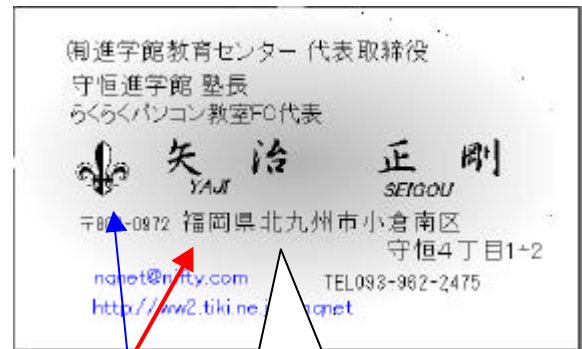 (有)進学館教育センター 代表取締役
守恒進学館 塾長
らくらくパソコン教室FC代表
矢治 正剛
YAJI SEIGOU
福岡県北九州市小倉南区
守恒4丁目1-2
TEL093-962-2475